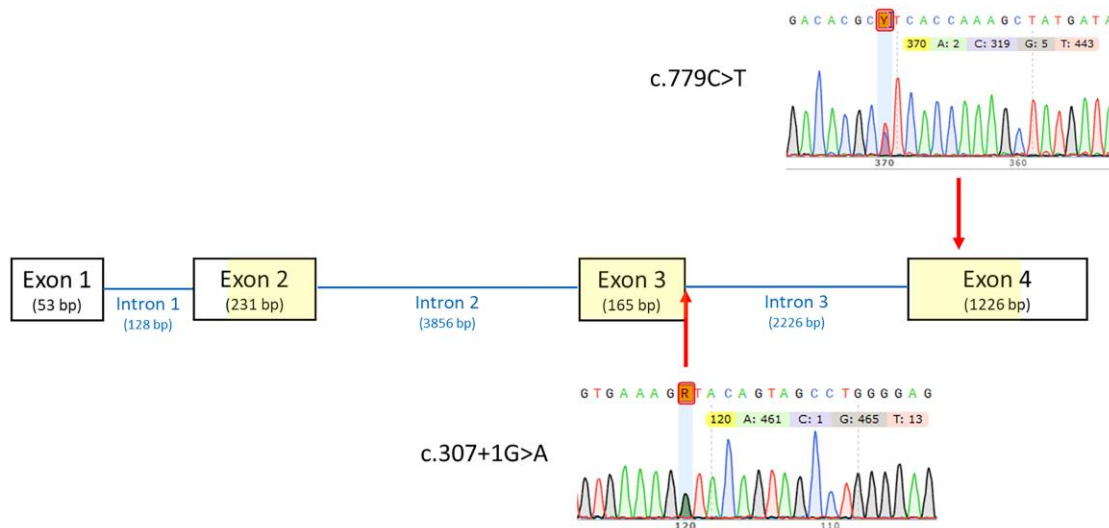 GACACGCYTCACCAAAGCTATGATA
370 A: 2 C: 319 G: 5 T: 443
c.779C>T
370 360
Exon 1
(53 bp)
Intron 1
(128 bp)
Exon 2
(231 bp)
Intron 2
(3856 bp)
Exon 3
(165 bp)
Intron 3
(2226 bp)
Exon 4
(1226 bp)
GTGAAAGRTACAGTAGCCTGGGGAG
120 A: 461 C: 1 G: 465 T: 13
c.307+1G>A
120 110